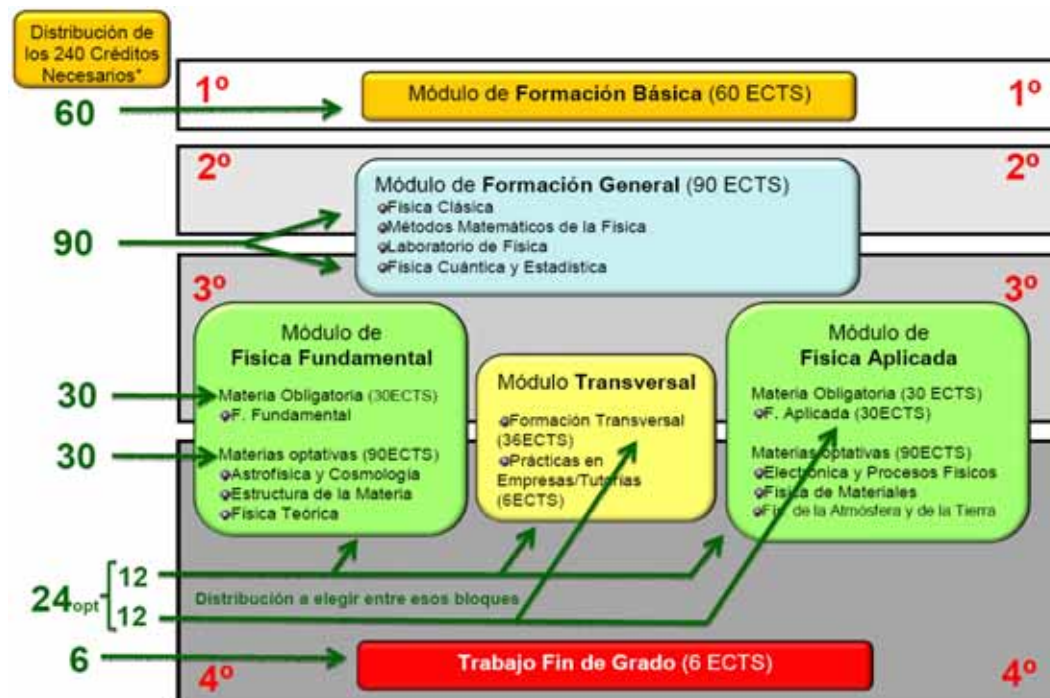 Distribución de
los 240 Créditos
Necesarios*
1º
Módulo de Formación Básica (60 ECTS)
1º
60
2º
2º
Módulo de Formación General (90 ECTS)
Física Clásica
Métodos Matemáticos de la Física
Laboratorio de Física
Física Cuántica y Estadística
90
3º
3º
Módulo de
Física Fundamental
Materia Obligatoria (30ECTS)
F. Fundamental
Materias optativas (90ECTS)
Astrofísica y Cosmología
Estructura de la Materia
Física Teórica
30
30
Módulo Transversal
Formación Transversal
(36ECTS)
Prácticas en
Empresas/Tutorías
(6ECTS)
Módulo de
Física Aplicada
Materia Obligatoria (30 ECTS)
F. Aplicada (30ECTS)
Materias optativas (90ECTS)
Electrónica y Procesos Físicos
Física de Materiales
de la Atmósfera y de la Tierra
24opt
12
12
Distribución a elegir entre esos bloques
6
Trabajo Fin de Grado (6 ECTS)
4º
4º